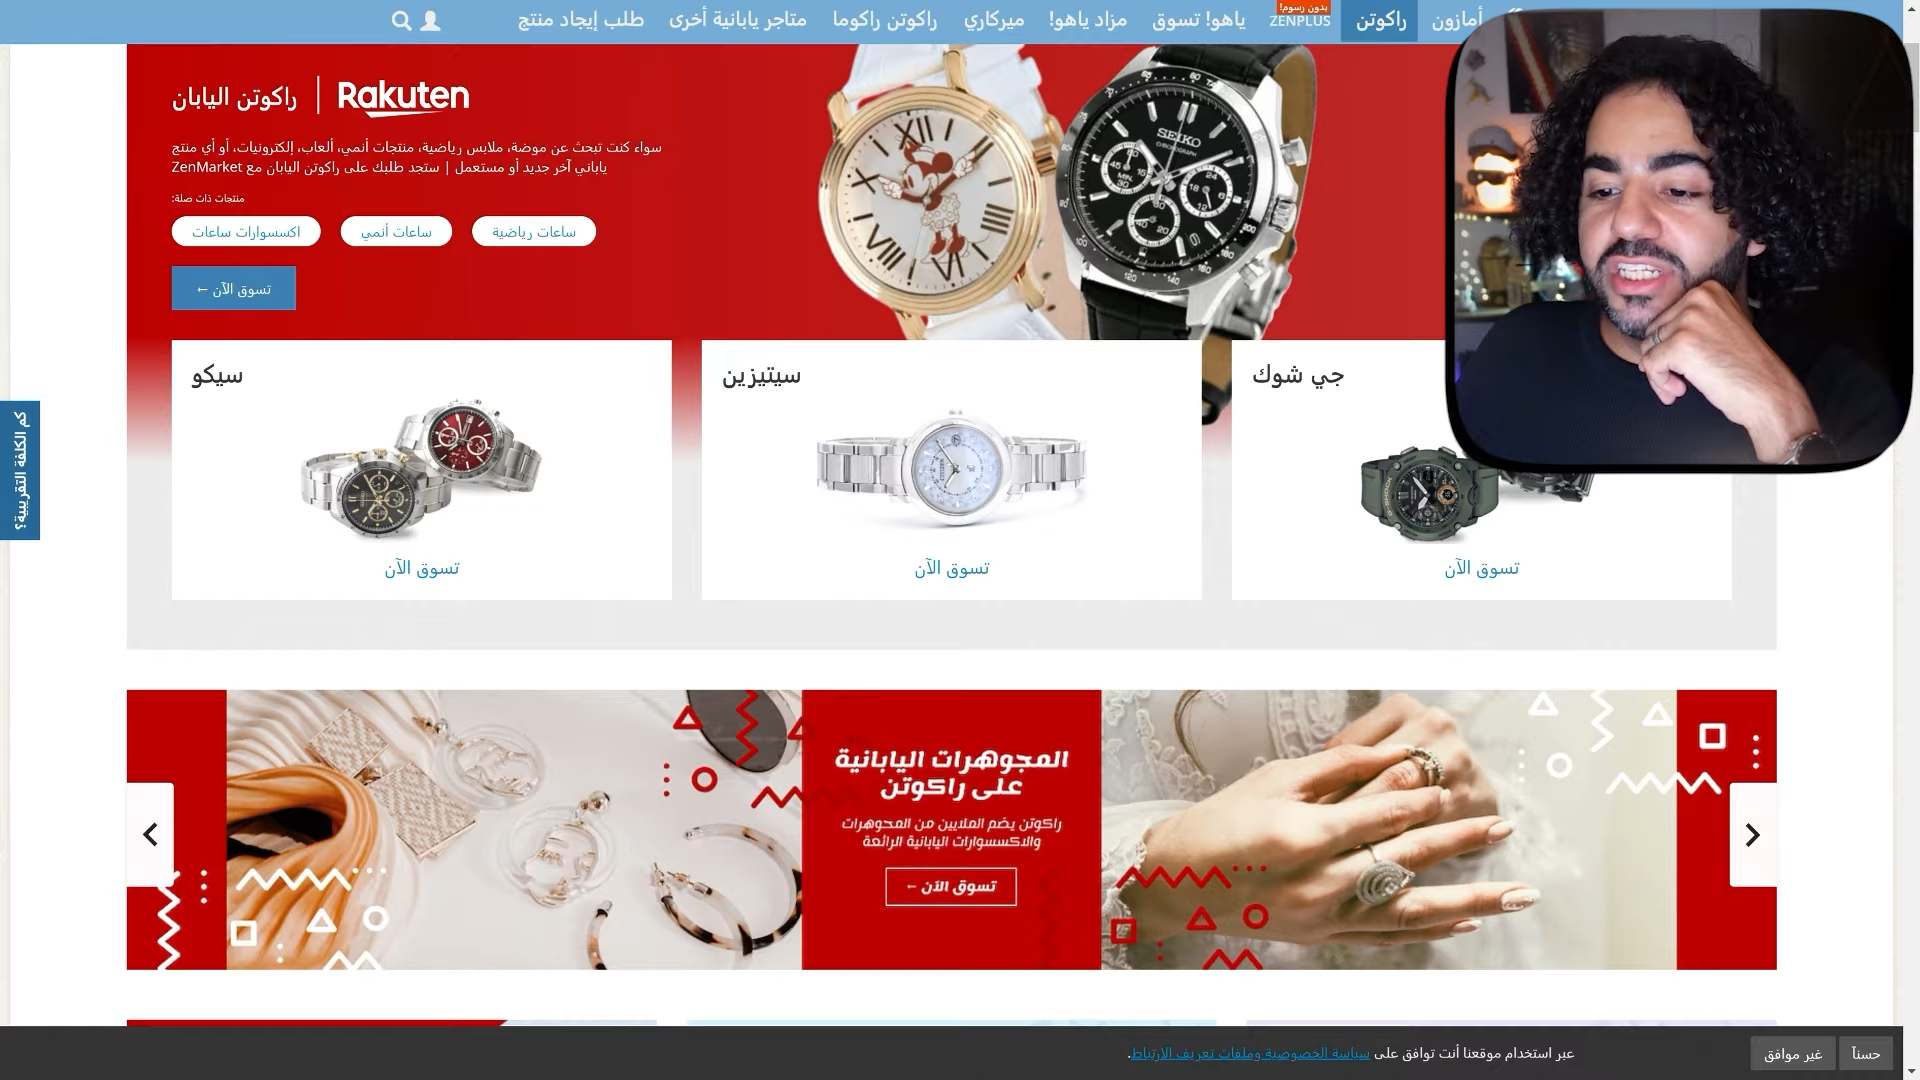 أمازون
راكوتن
بدون رسوم!
ZENPLUS
ياهو! تسوق
مزاد ياهو!
ميركاري
راكوتن راكوما
متاجر يابانية أخرى
طلب إيجاد منتج
Rakuten | راكوتن اليابان
سواء كنت تبحث عن موضة، ملابس رياضية، منتجات أنمي، ألعاب، إلكترونيات، أو أي منتج
ياباني آخر جديد أو مستعمل | ستجد طلبك على راكوتن اليابان مع ZenMarket
منتجات ذات صلة:
ساعات رياضية
ساعات أنمي
اكسسوارات ساعات
تسوق الآن ←
SEIKO
CHRONOGRAPH
جي شوك
سيتيزين
سيكو
تسوق الآن
تسوق الآن
تسوق الآن
كم الكلفة التقريبية؟
المجوهرات اليابانية
على راكوتن
راكوتن يضم الملايين من المجوهرات
والاكسسوارات اليابانية الرائعة
تسوق الآن ←
عبر استخدام موقعنا أنت توافق على سياسة الخصوصية وملفات تعريف الارتباط.
حسناً
غير موافق